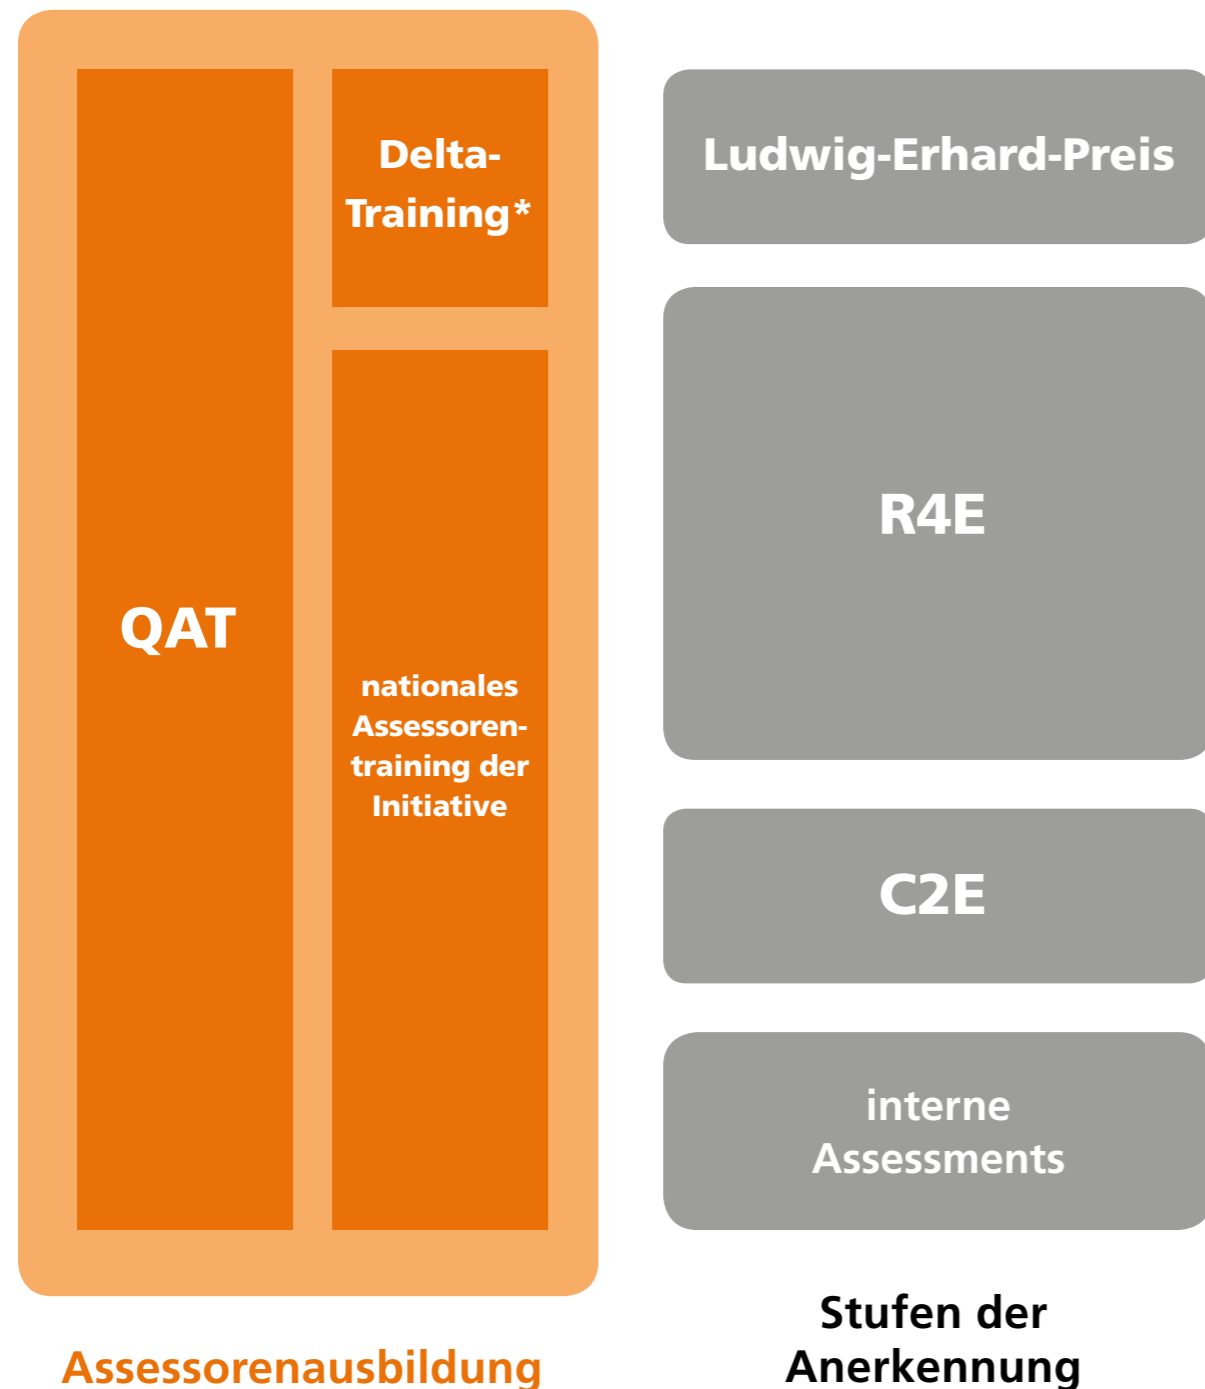 QAT
Delta-
Training*
nationales
Assessoren-
training der
Initiative
Assessorenausbildung
Ludwig-Erhard-Preis
R4E
C2E
interne
Assessments
Stufen der
Anerkennung